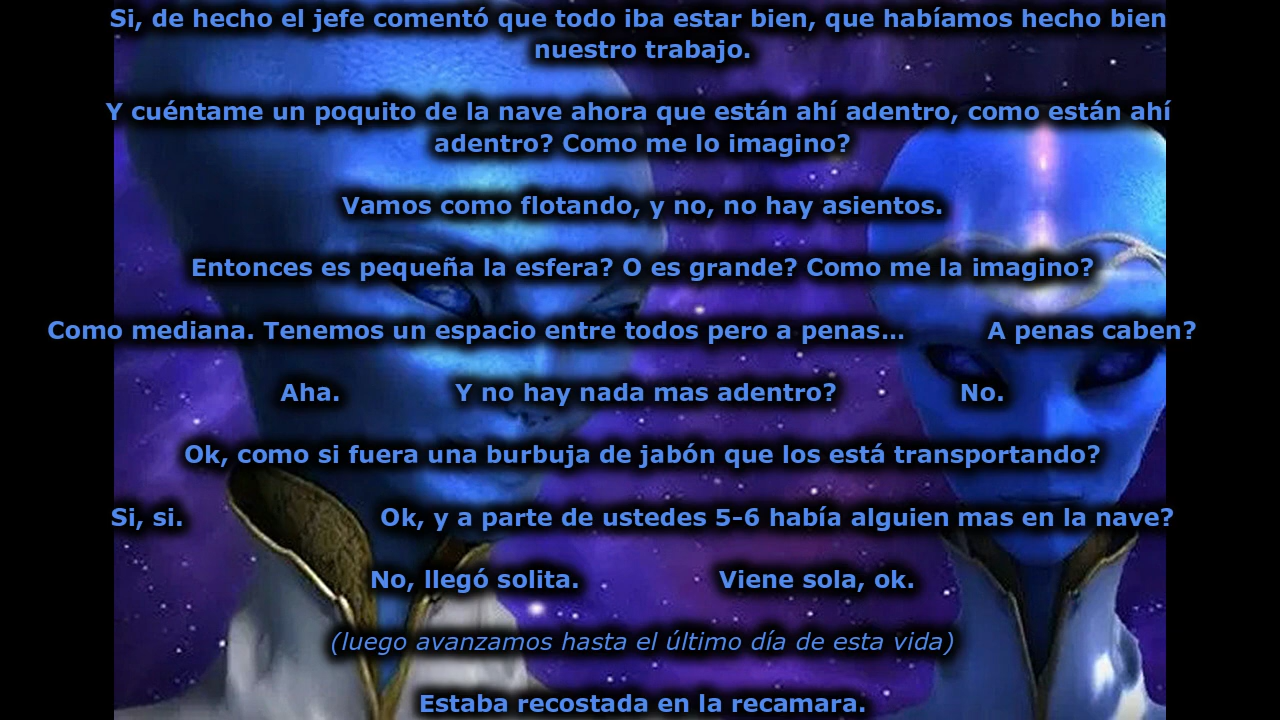 Si, de hecho el jefe comentó que todo iba estar bien, que habíamos hecho bien
nuestro trabajo.
Y cuéntame un poquito de la nave ahora que están ahí adentro, como están ahí
adentro? Como me lo imagino?
Vamos como flotando, y no, no hay asientos.
Entonces es pequeña la esfera? O es grande? Como me la imagino?
Como mediana. Tenemos un espacio entre todos pero a penas... A penas caben?
Aha. Y no hay nada mas adentro? No.
Ok, como si fuera una burbuja de jabón que los está transportando?
Si, si. Ok, y a parte de ustedes 5-6 había alguien mas en la nave?
No, llegó solita. Viene sola, ok.
(luego avanzamos hasta el último día de esta vida)
Estaba recostada en la recamara.